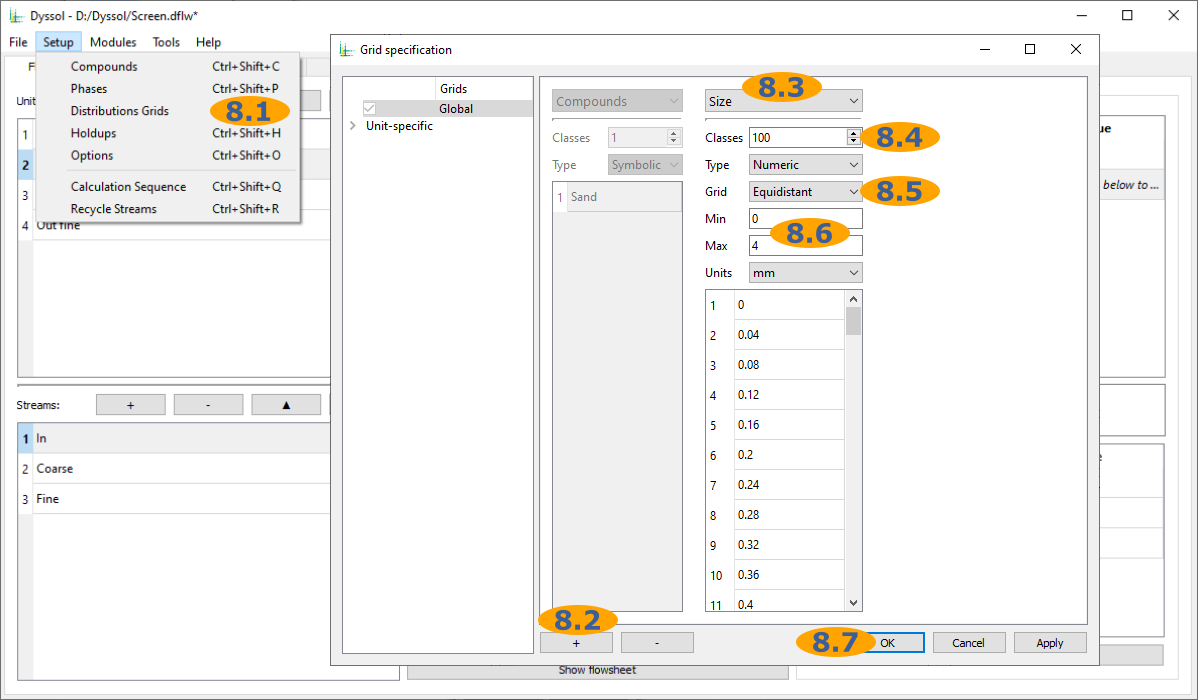 Dyssol - D:/Dyssol/Screen.dflw*
File Setup Modules Tools Help
Compounds Ctrl+Shift+C
Phases Ctrl+Shift+P
Distributions Grids 8.1
Holdups Ctrl+Shift+H
Options Ctrl+Shift+O
Calculation Sequence Ctrl+Shift+Q
Recycle Streams Ctrl+Shift+R
1
2
3
4 Out fine
Streams: + - ▲
1 In
2 Coarse
3 Fine
Grid specification
Grids
Global
Unit-specific
Compounds
Classes 1
Type Symbolic
1 Sand
8.3
Size
Classes 100 8.4
Type Numeric
Grid Equidistant 8.5
Min 0
8.6
Max 4
Units mm
1 0
2 0.04
3 0.08
4 0.12
5 0.16
6 0.2
7 0.24
8 0.28
9 0.32
10 0.36
11 0.4
8.2
+ -
8.7 OK Cancel Apply
below to ...
Show flowsheet